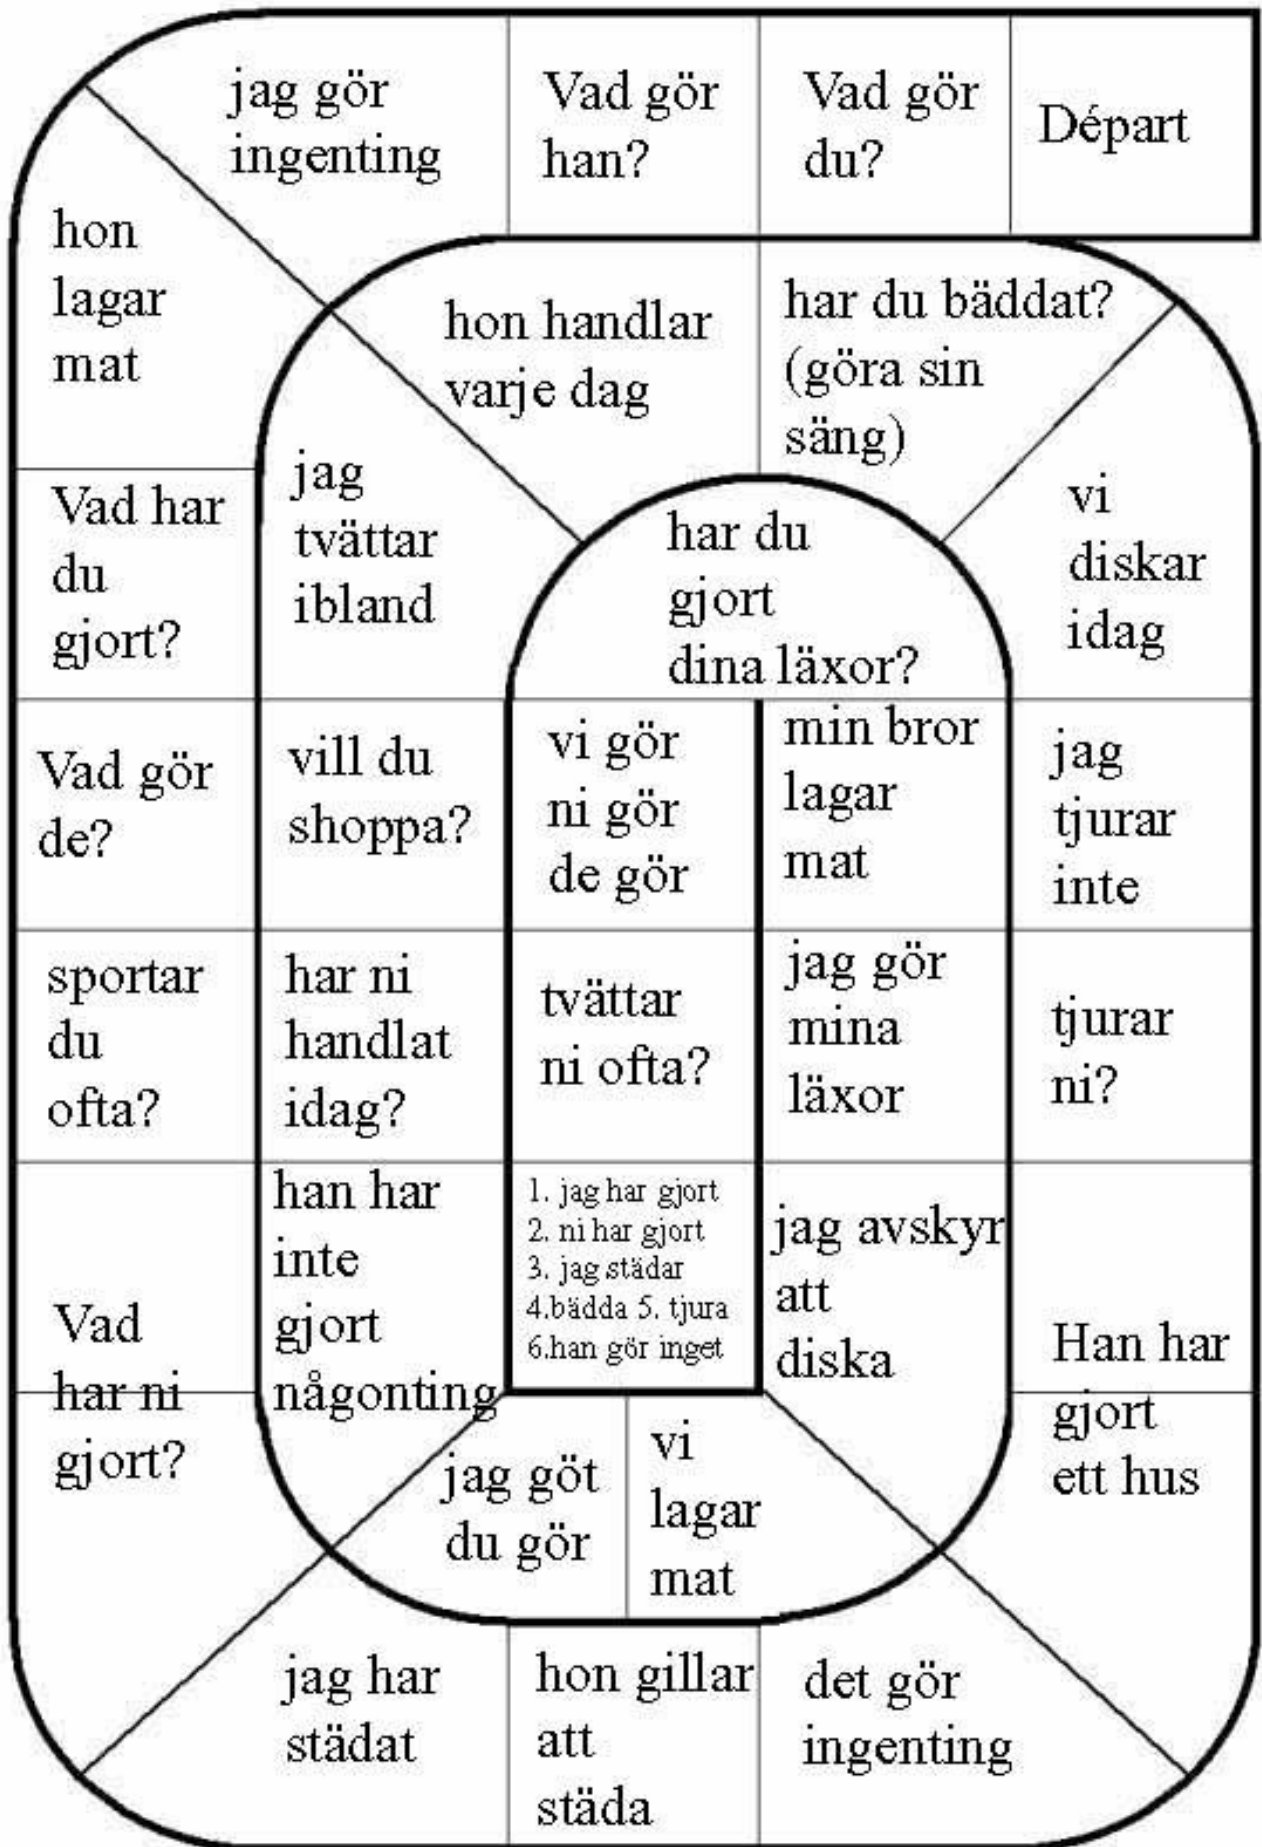 Départ
Vad gör
du?
Vad gör
han?
jag gör
ingenting
hon
lagar
mat
Vad har
du
gjort?
Vad gör
de?
sportar
du
ofta?
Vad
har ni
gjort?
jag har
städat
hon gillar
att
städa
det gör
ingenting
Han har
gjort
ett hus
tjurar
ni?
jag
tjurar
inte
vi
diskar
idag
har du bäddat?
(göra sin
säng)
hon handlar
varje dag
jag
tvättar
ibland
vill du
shoppa?
har ni
handlat
idag?
han har
inte
gjort
någonting
jag göt
du gör
vi
lagar
mat
jag avskyr
att
diska
jag gör
mina
läxor
min bror
lagar
mat
har du
gjort
dina läxor?
vi gör
ni gör
de gör
tvättar
ni ofta?
1. jag har gjort
2. ni har gjort
3. jag städar
4.bädda 5. tjura
6.han gör inget